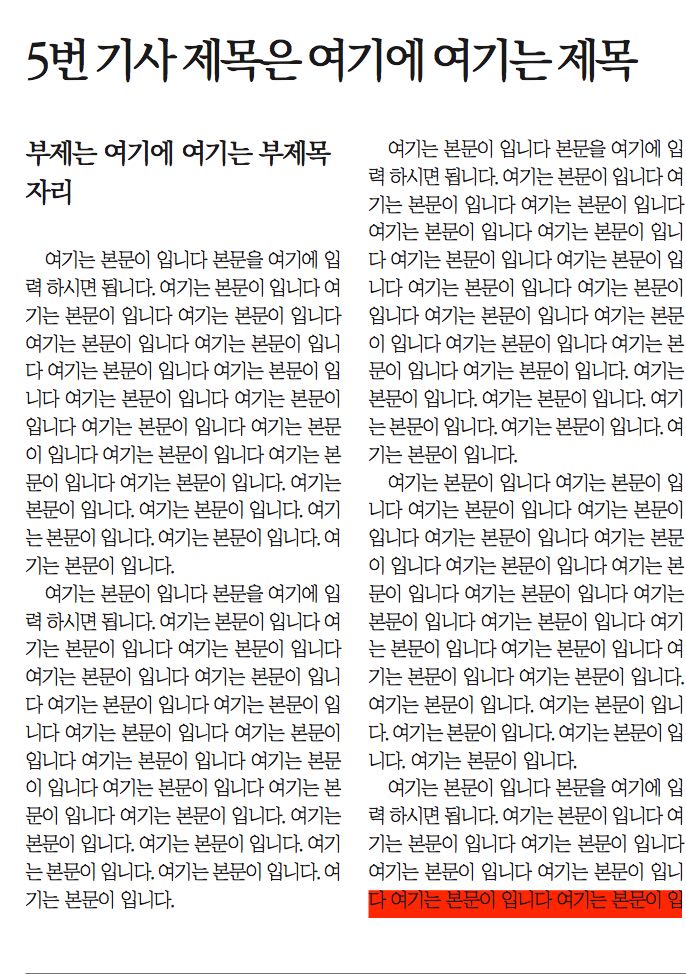 5번 기사 제목은 여기에 여기는 제목
부제는 여기에 여기는 부제목
자리
여기는 본문이 입니다 본문을 여기에 입
력 하시면 됩니다. 여기는 본문이 입니다 여
기는 본문이 입니다 여기는 본문이 입니다
여기는 본문이 입니다 여기는 본문이 입니
다 여기는 본문이 입니다 여기는 본문이 입
니다 여기는 본문이 입니다 여기는 본문이
입니다 여기는 본문이 입니다 여기는 본문
이 입니다 여기는 본문이 입니다 여기는 본
문이 입니다 여기는 본문이 입니다. 여기는
본문이 입니다. 여기는 본문이 입니다. 여기
는 본문이 입니다. 여기는 본문이 입니다. 여
기는 본문이 입니다.
여기는 본문이 입니다 본문을 여기에 입
력 하시면 됩니다. 여기는 본문이 입니다 여
기는 본문이 입니다 여기는 본문이 입니다
여기는 본문이 입니다 여기는 본문이 입니
다 여기는 본문이 입니다 여기는 본문이 입
니다 여기는 본문이 입니다 여기는 본문이
입니다 여기는 본문이 입니다 여기는 본문
이 입니다 여기는 본문이 입니다 여기는 본
문이 입니다 여기는 본문이 입니다. 여기는
본문이 입니다. 여기는 본문이 입니다. 여기
는 본문이 입니다. 여기는 본문이 입니다. 여
기는 본문이 입니다.
여기는 본문이 입니다 본문을 여기에 입
력 하시면 됩니다. 여기는 본문이 입니다 여
기는 본문이 입니다 여기는 본문이 입니다
여기는 본문이 입니다 여기는 본문이 입니
다 여기는 본문이 입니다 여기는 본문이 입
니다 여기는 본문이 입니다 여기는 본문이
입니다 여기는 본문이 입니다 여기는 본문
이 입니다 여기는 본문이 입니다 여기는 본
문이 입니다 여기는 본문이 입니다. 여기는
본문이 입니다. 여기는 본문이 입니다. 여기
는 본문이 입니다. 여기는 본문이 입니다. 여
기는 본문이 입니다.
여기는 본문이 입니다 여기는 본문이 입
니다 여기는 본문이 입니다 여기는 본문이
입니다 여기는 본문이 입니다 여기는 본문
이 입니다 여기는 본문이 입니다 여기는 본
문이 입니다 여기는 본문이 입니다 여기는
본문이 입니다 여기는 본문이 입니다 여기
는 본문이 입니다 여기는 본문이 입니다 여
기는 본문이 입니다 여기는 본문이 입니다.
여기는 본문이 입니다. 여기는 본문이 입니
다. 여기는 본문이 입니다. 여기는 본문이 입
니다. 여기는 본문이 입니다.
여기는 본문이 입니다 본문을 여기에 입
력 하시면 됩니다. 여기는 본문이 입니다 여
기는 본문이 입니다 여기는 본문이 입니다
여기는 본문이 입니다 여기는 본문이 입니
다 여기는 본문이 입니다 여기는 본문이 입